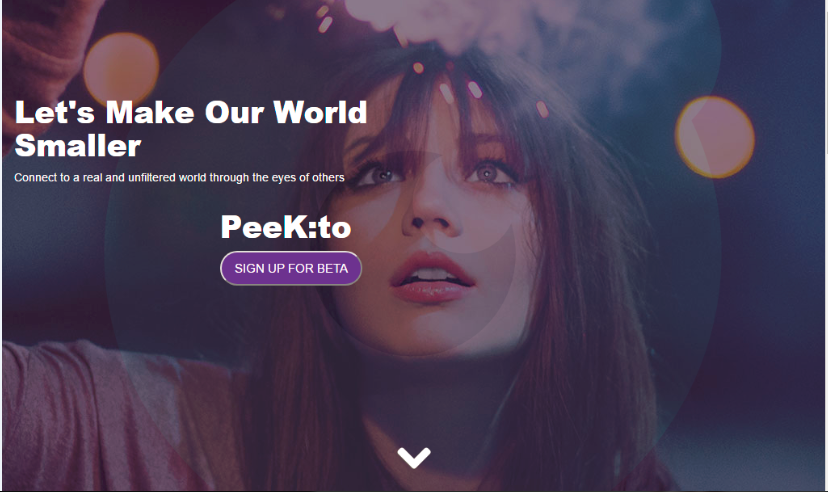 Let's Make Our World
Smaller
Connect to a real and unfiltered world through the eyes of others
PeeK:to
SIGN UP FOR BETA